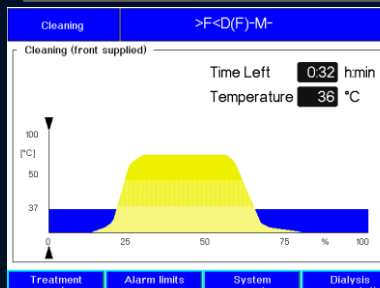 Cleaning
>F<D(F)-M-
Cleaning (front supplied)
Time Left 0:32 h:min
Temperature 36 °C
100
[°C]
50
37
0 25 50 75 % 100
Treatment Alarm limits System Dialysis